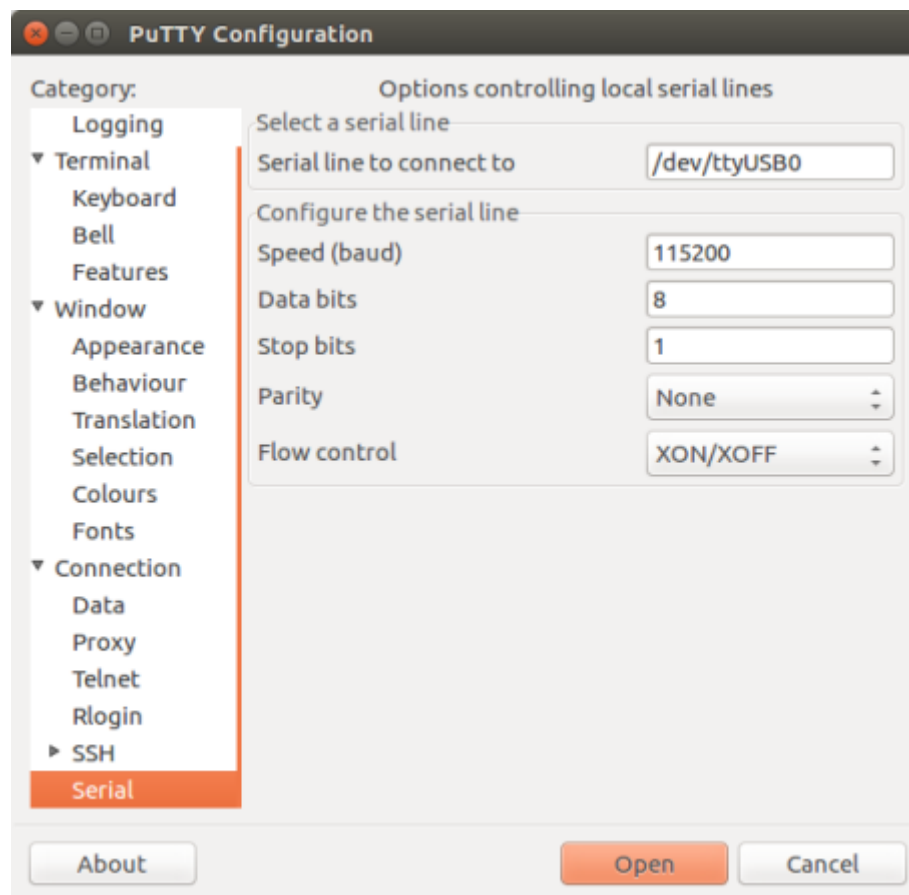 PuTTY Configuration
Category:
Logging
Terminal
Keyboard
Bell
Features
Window
Appearance
Behaviour
Translation
Selection
Colours
Fonts
Connection
Data
Proxy
Telnet
Rlogin
SSH
Serial
Options controlling local serial lines
Select a serial line
Serial line to connect to /dev/ttyUSB0
Configure the serial line
Speed (baud) 115200
Data bits 8
Stop bits 1
Parity None
Flow control XON/XOFF
About Open Cancel